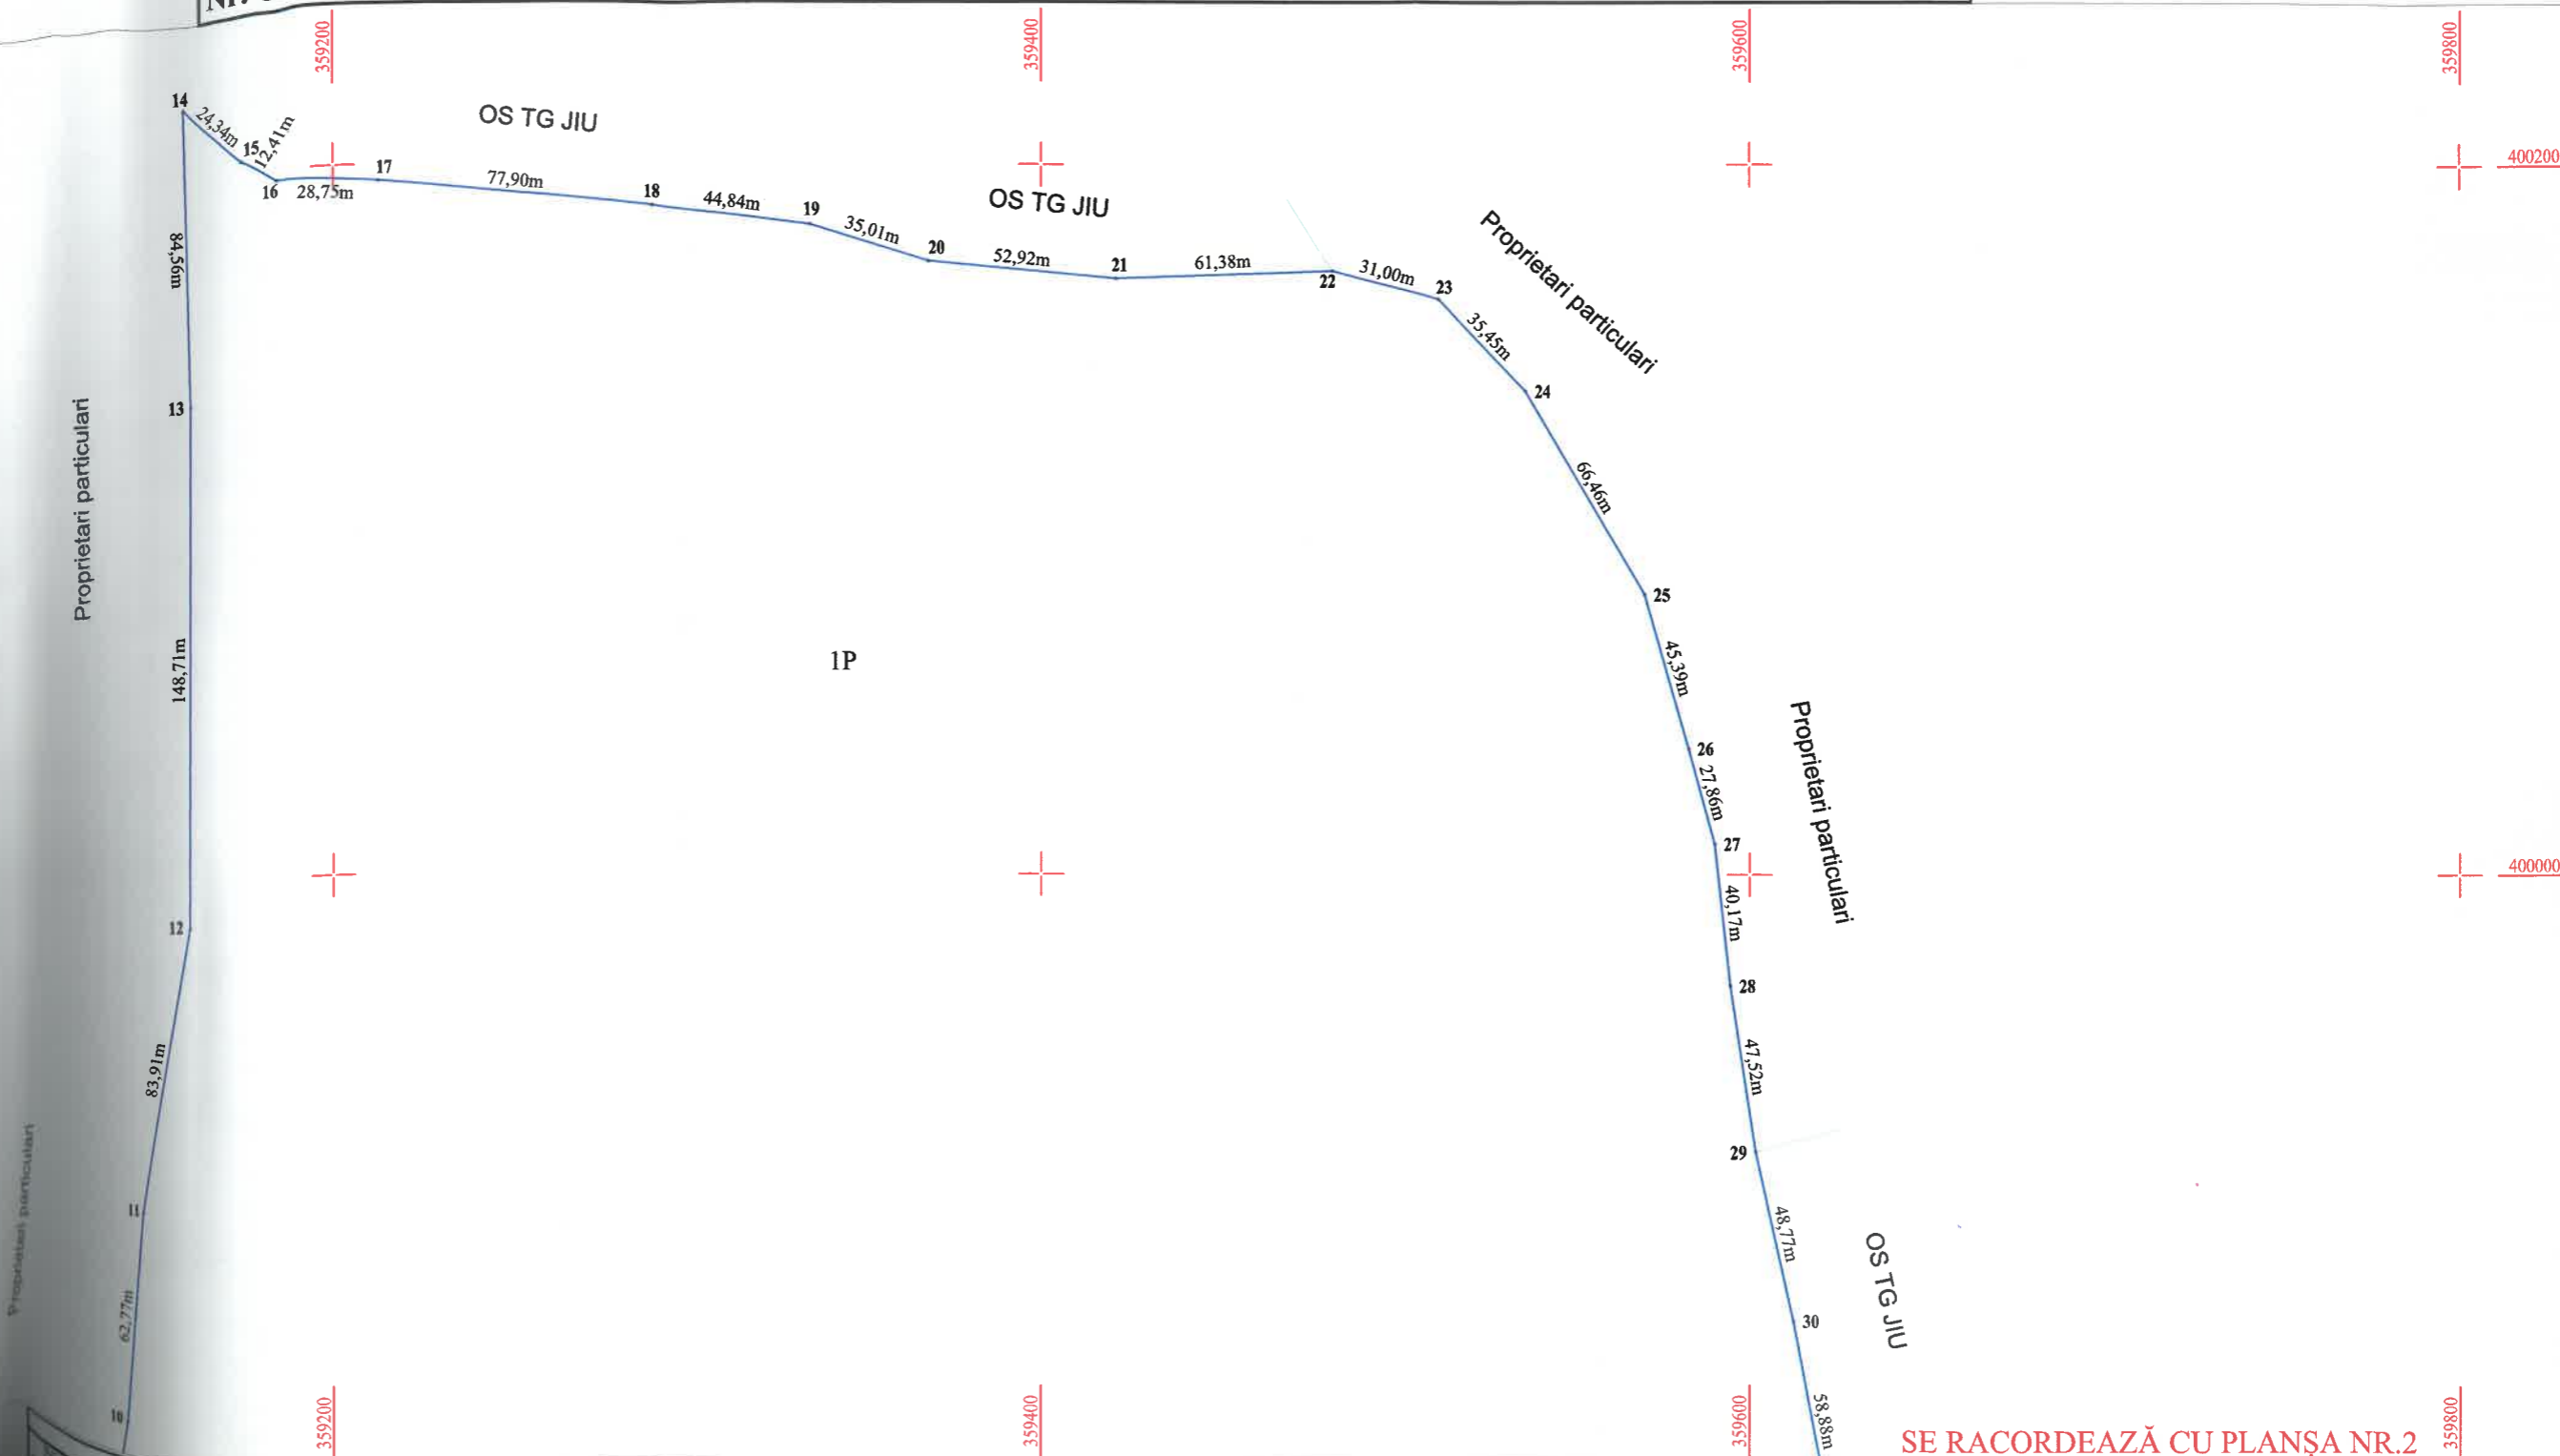 359200
359400
359600
359800
14
24,34m
15
12,41m
16
28,75m
17
OS TG JIU
77,90m
18
44,84m
19
35,01m
20
OS TG JIU
52,92m
21
61,38m
22
31,00m
23
Proprietari particulari
400200
35,45m
24
84,56m
13
Proprietari particulari
66,46m
25
148,71m
1P
45,39m
26
27,86m
27
Proprietari particulari
400000
40,17m
12
28
83,91m
47,52m
29
11
Proprietari particulari
48,77m
OS TG JIU
62,77m
30
10
58,88m
359200
359400
359600
359800
SE RACORDEAZĂ CU PLANȘA NR.2